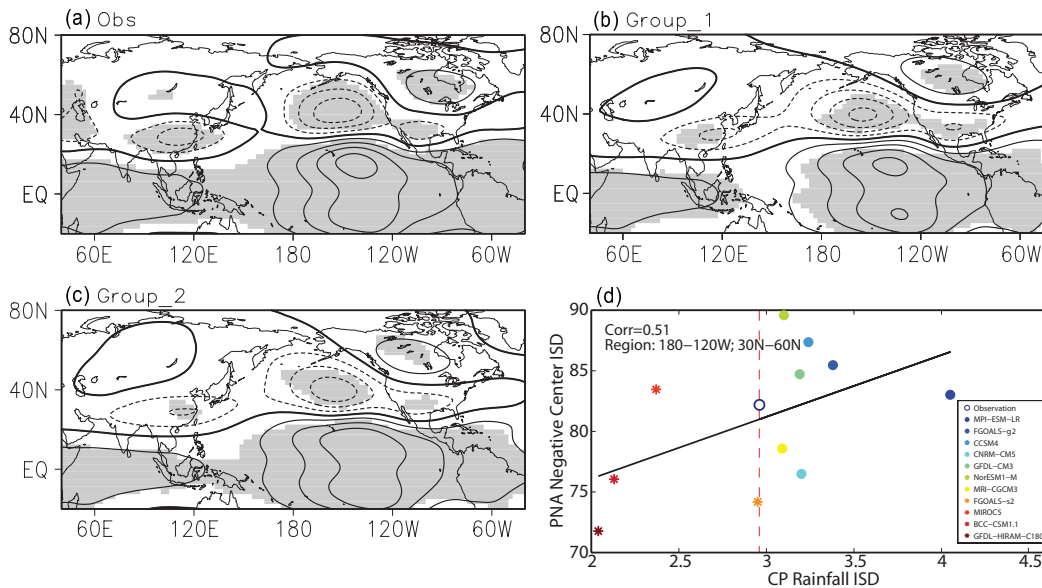 (a) Obs
80N
40N
EQ
60E 120E 180 120W 60W
(b) Group_1
80N
40N
EQ
60E 120E 180 120W 60W
(c) Group_2
80N
40N
EQ
60E 120E 180 120W 60W
(d)
Corr=0.51
Region: 180−120W; 30N−60N
PNA Negative Center ISD
90
85
80
75
70
2 2.5 3 3.5 4
CP Rainfall ISD
Observation
MPI−ESM−LR
FGOALS−g2
CCSM4
CNRM−CM5
GFDL−CM3
NorESM1−M
MRI−CGCM3
FGOALS−s2
MIROC5
BCC−CSM1.1
GFDL−HIRAM−C180